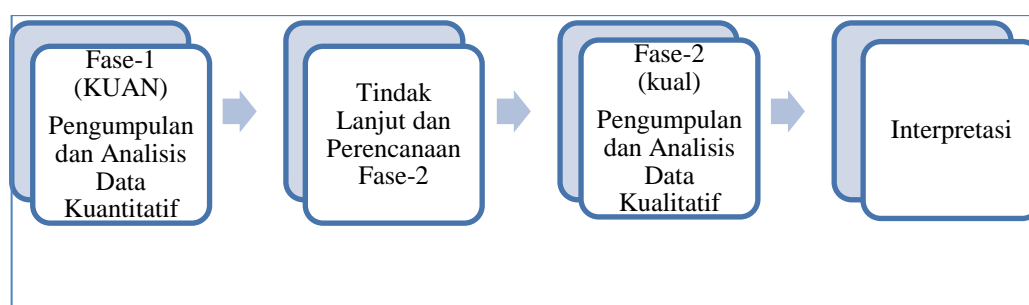 Fase-1
(KUAN)
Pengumpulan
dan Analisis
Data
Kuantitatif
Tindak
Lanjut dan
Perencanaan
Fase-2
Fase-2
(kual)
Pengumpulan
dan Analisis
Data
Kualitatif
Interpretasi